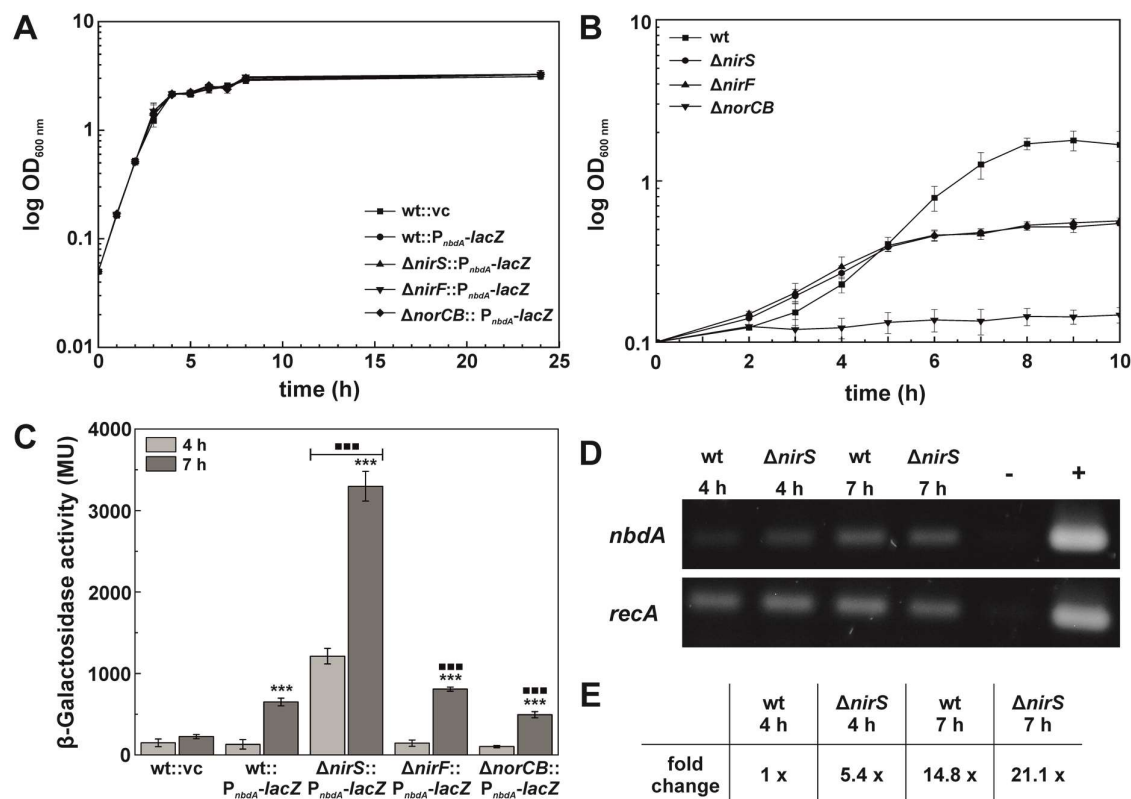 A
10
1
0.1
0.01
log OD600 nm
0 5 10 15 20 25
time (h)
wt::vc
wt::PnbdA-lacZ
ΔnirS::PnbdA-lacZ
ΔnirF::PnbdA-lacZ
ΔnorCB:: PnbdA-lacZ
B
10
1
0.1
log OD600 nm
0 2 4 6 8 10
time (h)
wt
ΔnirS
ΔnirF
ΔnorCB
C
4000
3000
2000
1000
0
β-Galactosidase activity (MU)
4 h
7 h
■■■
***
***
■■■
***
■■■
***
wt::vc
wt::
PnbdA-lacZ
ΔnirS::
PnbdA-lacZ
ΔnirF::
PnbdA-lacZ
ΔnorCB::
PnbdA-lacZ
D
wt ΔnirS wt ΔnirS - +
4 h 4 h 7 h 7 h
nbdA
recA
E
wt ΔnirS wt ΔnirS
4 h 4 h 7 h 7 h
fold
change
1 x 5.4 x 14.8 x 21.1 x